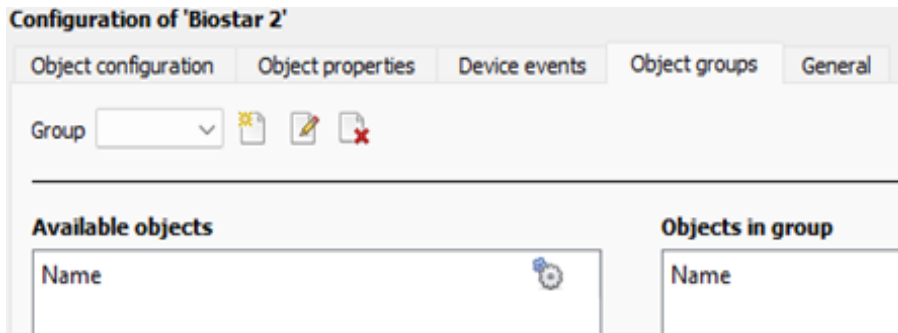 Configuration of 'Biostar 2'
Object configuration Object properties Device events Object groups General
Group
Available objects Objects in group
Name Name